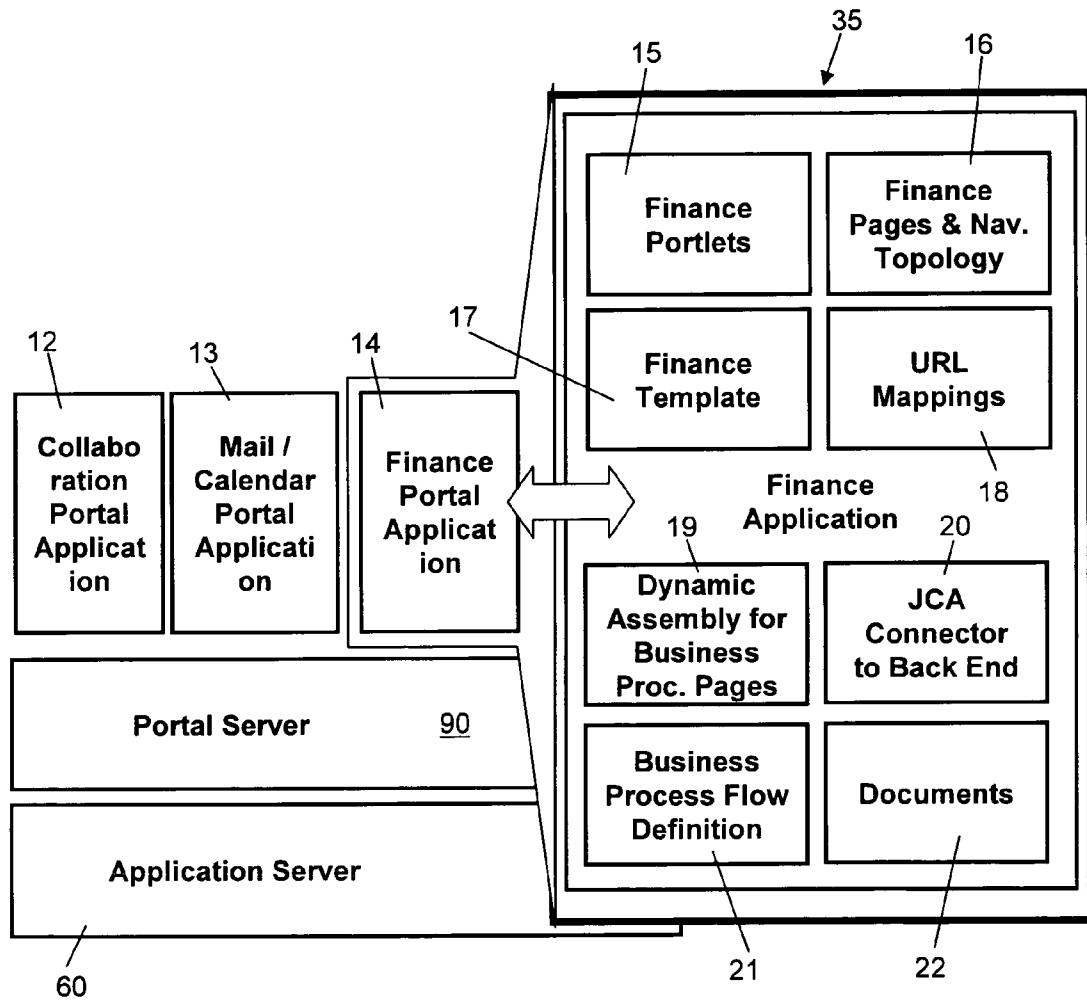 35
15
16
Finance
Portlets
Finance
Pages & Nav.
Topology
17
Finance
Template
URL
Mappings
18
12
13
14
Collabo
ration
Portal
Applicat
ion
Mail /
Calendar
Portal
Applicati
on
Finance
Portal
Applicat
ion
Finance
Application
19
20
Dynamic
Assembly for
Business
Proc. Pages
JCA
Connector
to Back End
Portal Server
90
Business
Process Flow
Definition
Documents
Application Server
60
21
22